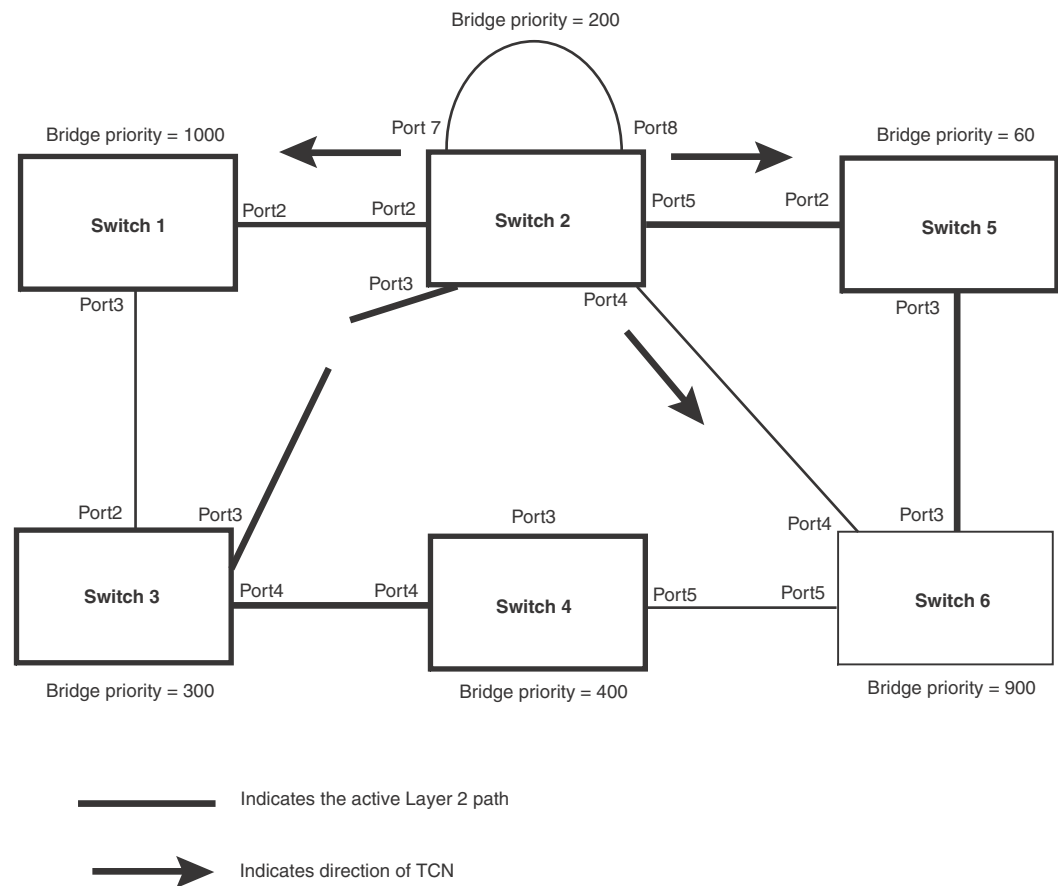 Bridge priority = 200
Bridge priority = 1000
Port 7
Port8
Bridge priority = 60
Switch 1
Port2
Port2
Switch 2
Port5
Port2
Switch 5
Port3
Port3
Port4
Port3
Port2
Port3
Port3
Port4
Port3
Switch 3
Port4
Port4
Switch 4
Port5
Port5
Switch 6
Bridge priority = 300
Bridge priority = 400
Bridge priority = 900
Indicates the active Layer 2 path
Indicates direction of TCN